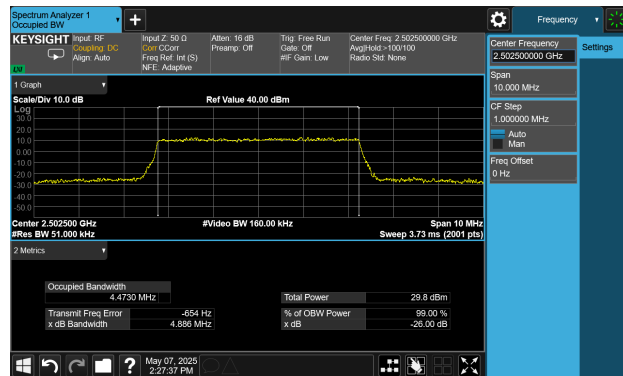 Spectrum Analyzer 1
Occupied BW
Frequency
KEYSIGHT
Input: RF
Coupling: DC
Align: Auto
Input Z: 50 Ω
Corr CCorr
Freq Ref: Int (S)
NFE: Adaptive
Atten: 16 dB
Preamp: Off
Trig: Free Run
Gate: Off
#IF Gain: Low
Center Freq: 2.502500000 GHz
Avg|Hold:>100/100
Radio Std: None
LXI
Center Frequency
2.502500000 GHz
Settings
Span
10.000 MHz
CF Step
1.000000 MHz
Auto
Man
Freq Offset
0 Hz
1 Graph
Scale/Div 10.0 dB
Ref Value 40.00 dBm
Log
30.0
20.0
10.0
0.00
-10.0
-20.0
-30.0
-40.0
-50.0
Center 2.502500 GHz
#Video BW 160.00 kHz
Span 10 MHz
#Res BW 51.000 kHz
Sweep 3.73 ms (2001 pts)
2 Metrics
Occupied Bandwidth
4.4730 MHz
Total Power
29.8 dBm
Transmit Freq Error
-654 Hz
% of OBW Power
99.00 %
x dB Bandwidth
4.886 MHz
x dB
-26.00 dB
?
May 07, 2025
2:27:37 PM